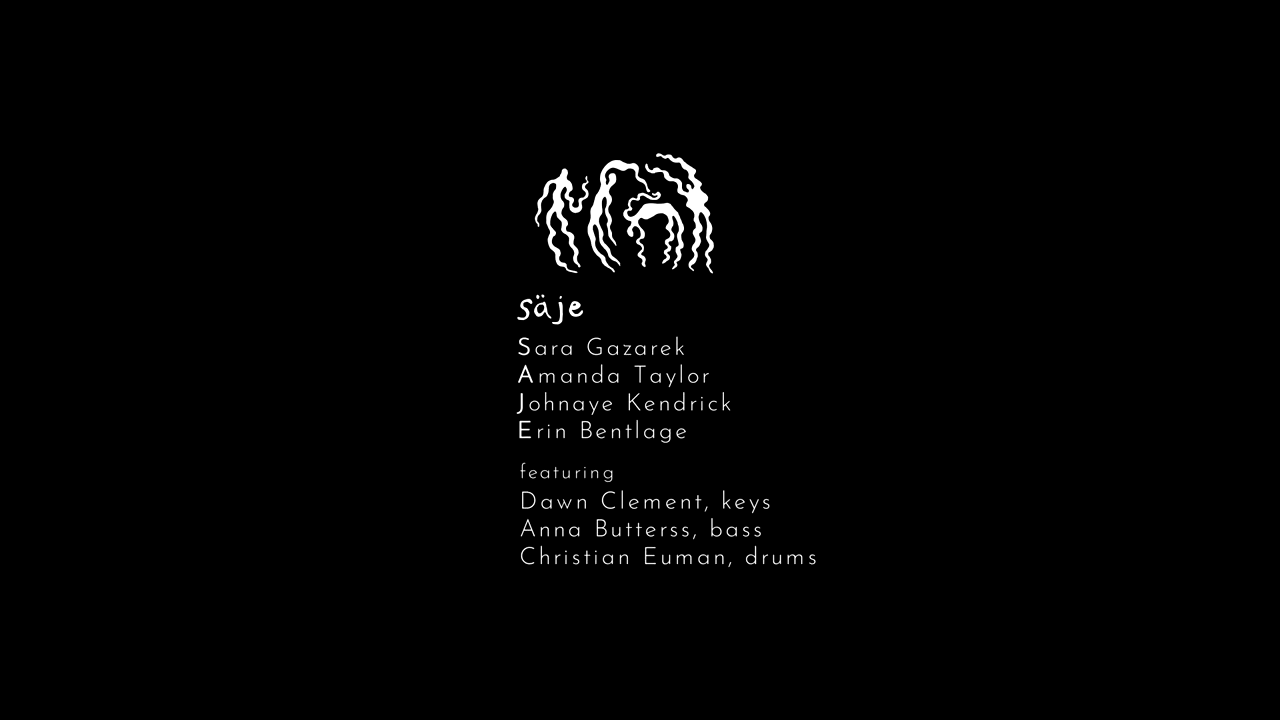 säje
Sara Gazarek
Amanda Taylor
Johnaye Kendrick
Erin Bentlage
featuring
Dawn Clement, keys
Anna Butterss, bass
Christian Euman, drums